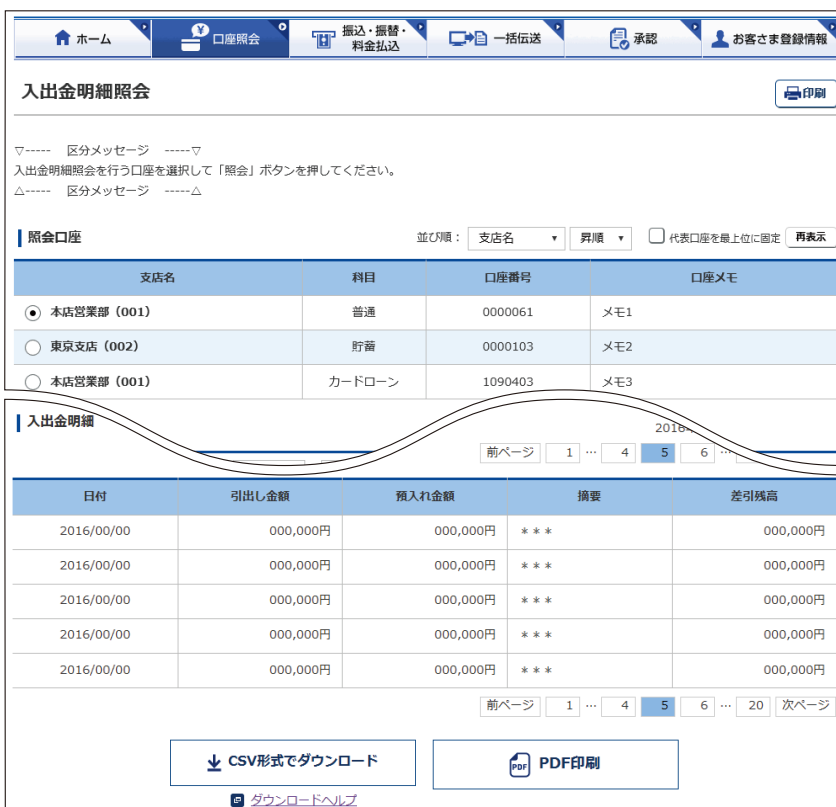 ホーム 口座照会 振込・振替・料金払込 一括伝送 承認 お客さま登録情報
入出金明細照会 印刷
▽----- 区分メッセージ -----▽
入出金明細照会を行う口座を選択して「照会」ボタンを押してください。
△----- 区分メッセージ -----△
照会口座 並び順： 支店名 ▼ 昇順 ▼ 代表口座を最上位に固定 再表示
支店名 科目 口座番号 口座メモ
本店営業部（001） 普通 0000061 メモ1
東京支店（002） 貯蓄 0000103 メモ2
本店営業部（001） カードローン 1090403 メモ3
入出金明細 2016
前ページ 1 … 4 5 6 …
日付 引出し金額 預入れ金額 摘要 差引残高
2016/00/00 000,000円 000,000円 ＊＊＊ 000,000円
2016/00/00 000,000円 000,000円 ＊＊＊ 000,000円
2016/00/00 000,000円 000,000円 ＊＊＊ 000,000円
2016/00/00 000,000円 000,000円 ＊＊＊ 000,000円
2016/00/00 000,000円 000,000円 ＊＊＊ 000,000円
前ページ 1 … 4 5 6 … 20 次ページ
CSV形式でダウンロード PDF PDF印刷
ダウンロードヘルプ